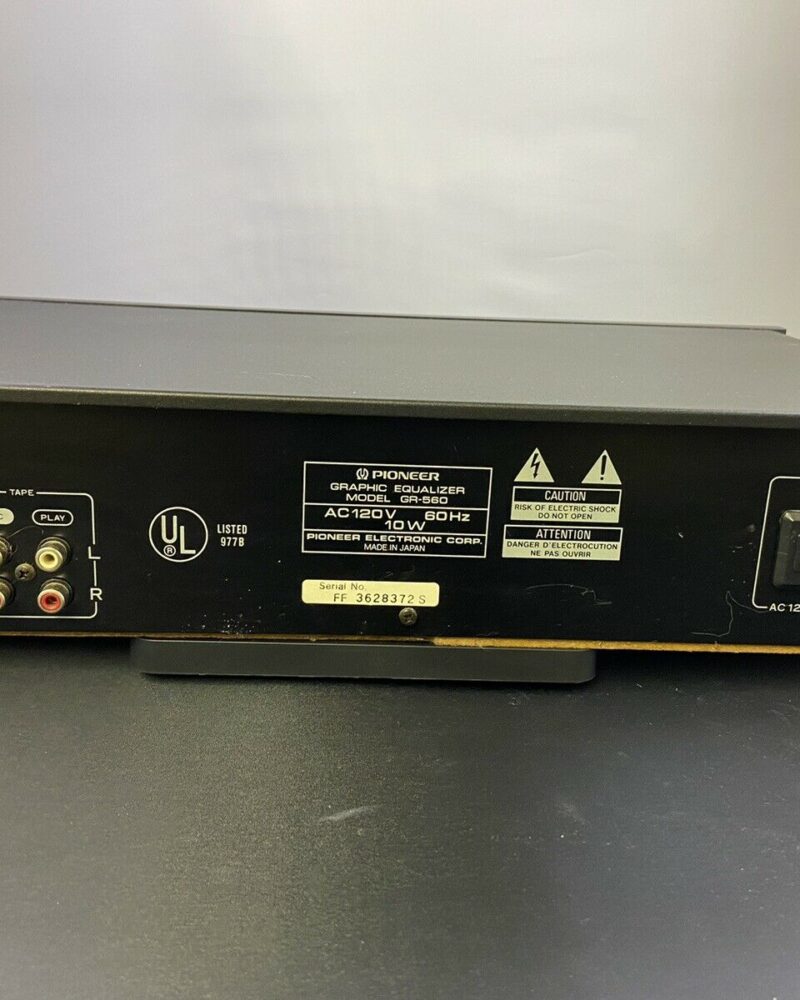 TAPE
C
PLAY
L
R
UL
®
LISTED
977B
PIONEER
GRAPHIC EQUALIZER
MODEL GR-560
AC120V 60Hz
10W
PIONEER ELECTRONIC CORP.
MADE IN JAPAN
Serial No.
FF 3628372 S
!
CAUTION
RISK OF ELECTRIC SHOCK
DO NOT OPEN
ATTENTION
DANGER D'ELECTROCUTION
NE PAS OUVRIR
AC 12